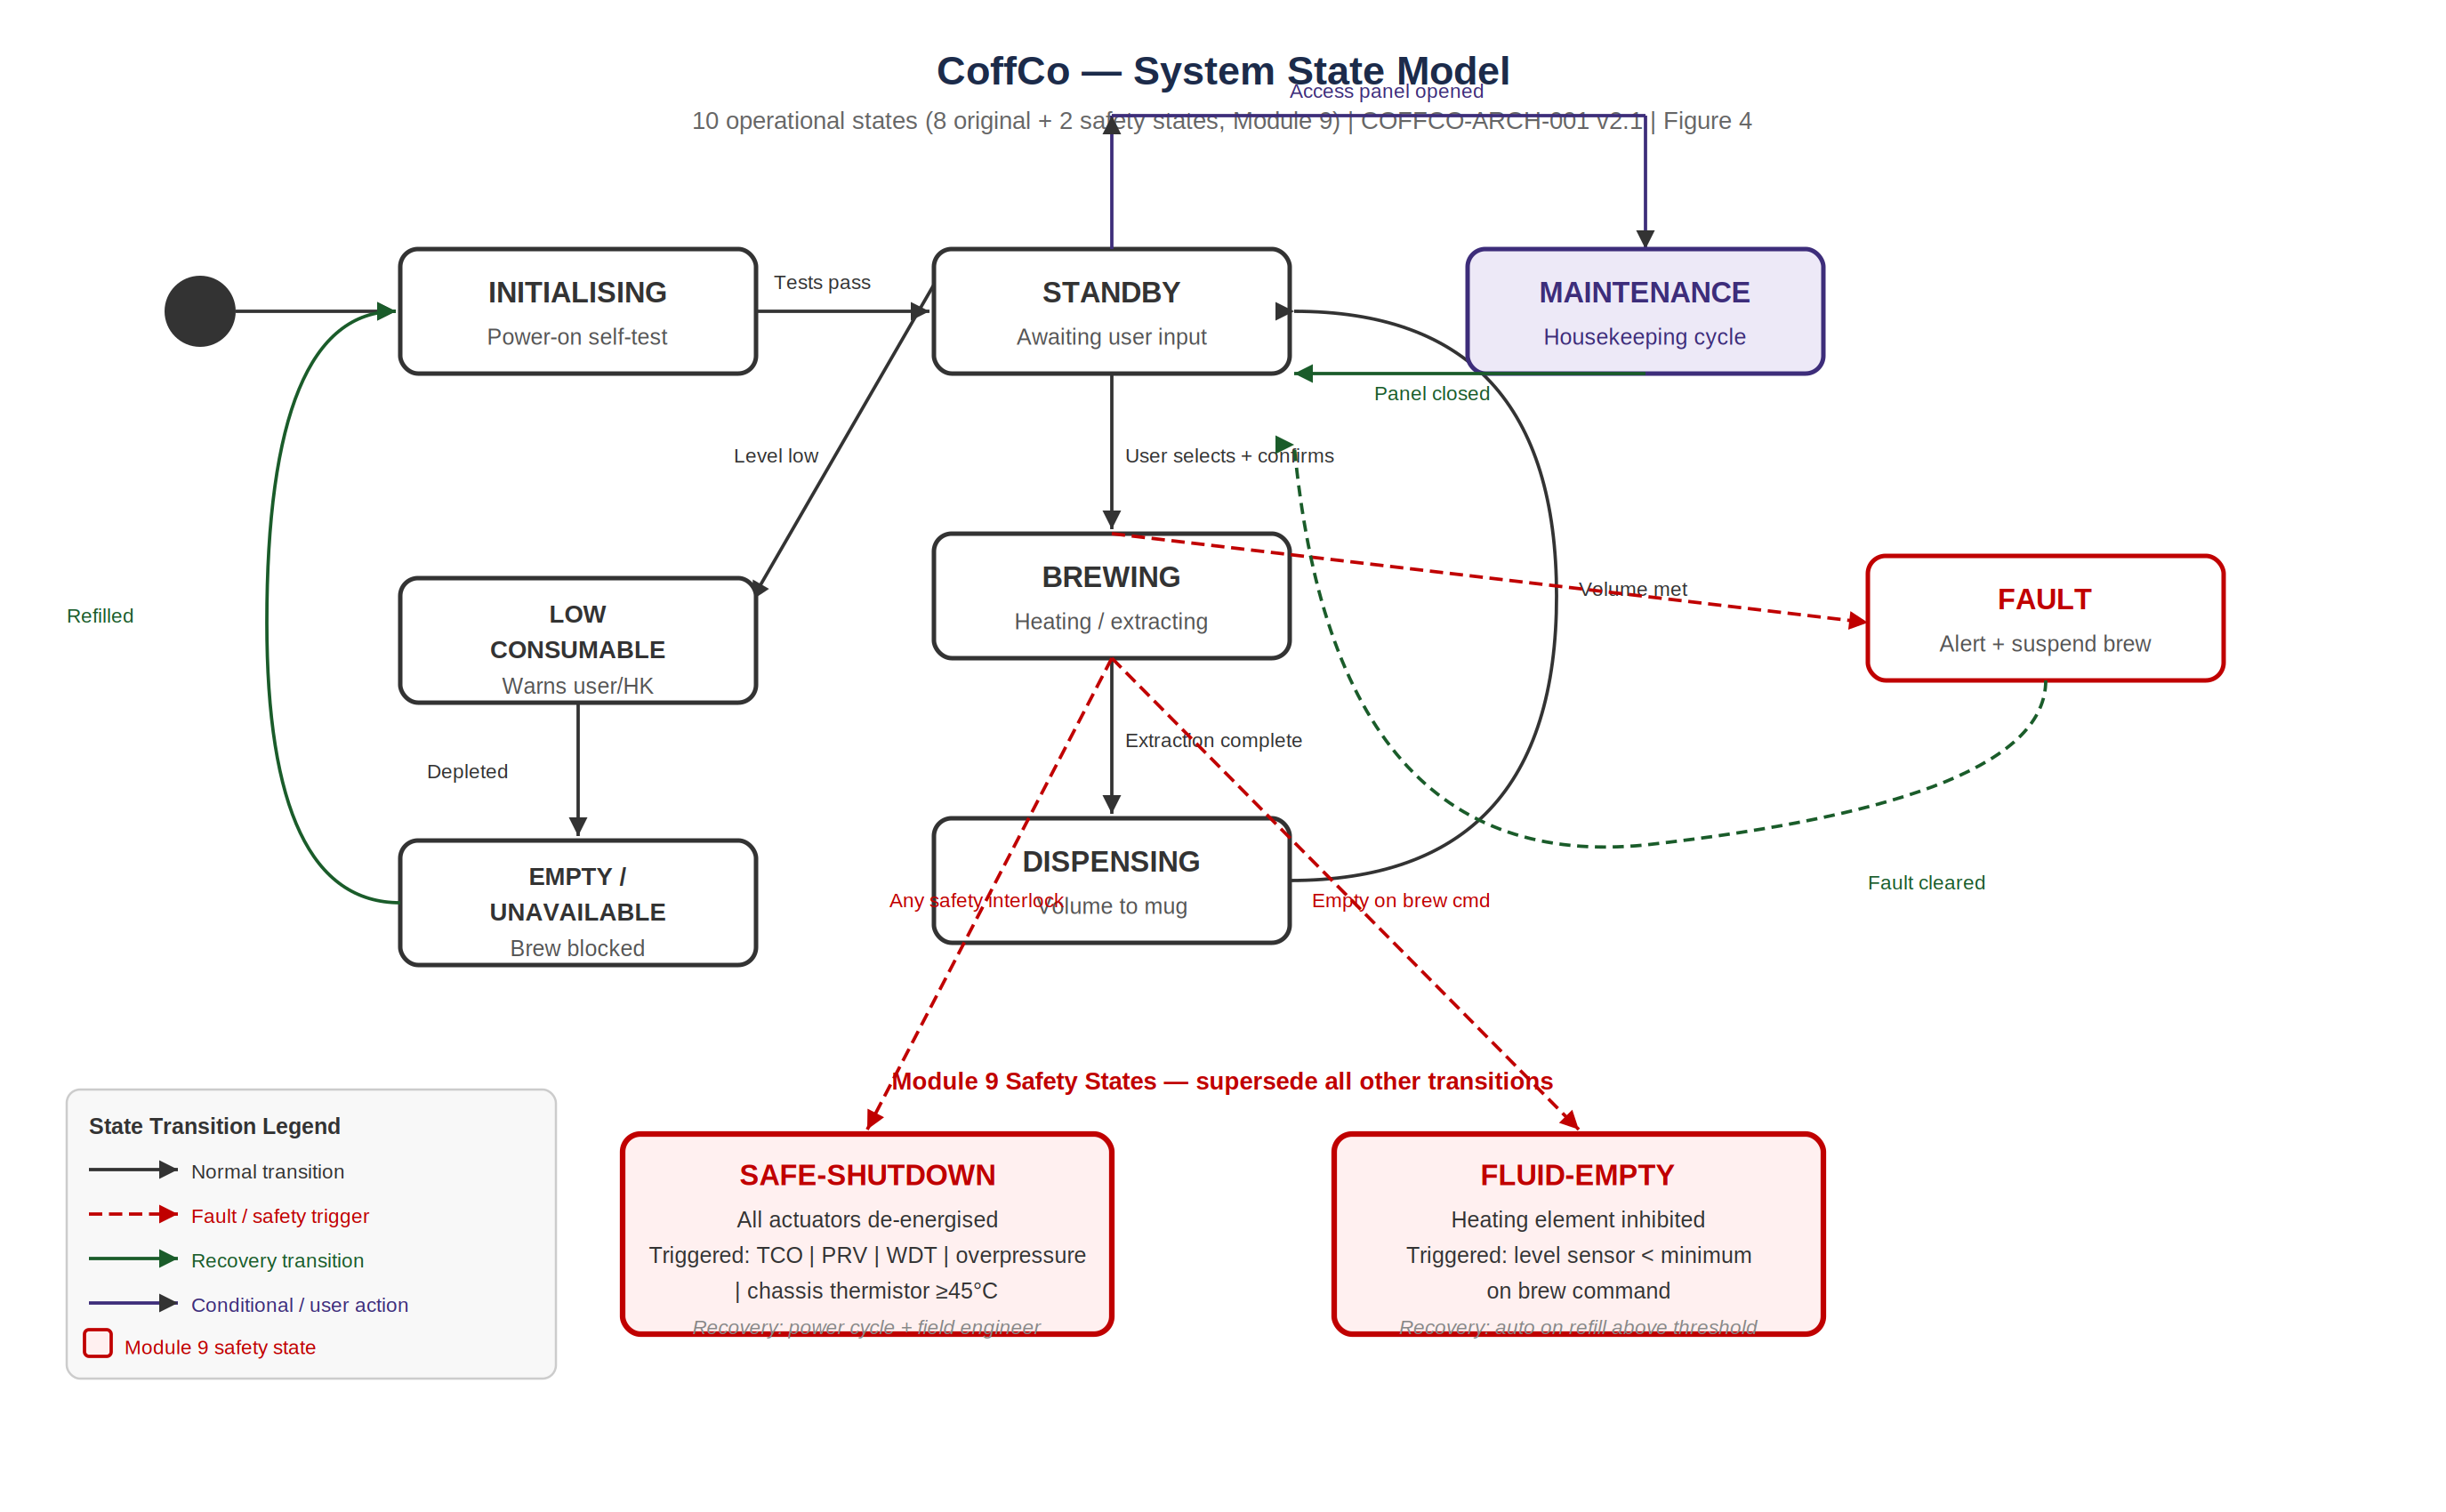 CoffCo — System State Model
Access panel opened
10 operational states (8 original + 2 safety states, Module 9) | COFFCO-ARCH-001 v2.1 | Figure 4
INITIALISING
Power-on self-test
Tests pass
STANDBY
Awaiting user input
MAINTENANCE
Housekeeping cycle
Panel closed
Level low
User selects + confirms
LOW
CONSUMABLE
Warns user/HK
BREWING
Heating / extracting
Volume met
FAULT
Alert + suspend brew
Refilled
Depleted
Extraction complete
EMPTY /
UNAVAILABLE
Brew blocked
DISPENSING
Volume to mug
Any safety interlock
Empty on brew cmd
Fault cleared
Module 9 Safety States — supersede all other transitions
State Transition Legend
Normal transition
Fault / safety trigger
Recovery transition
Conditional / user action
Module 9 safety state
SAFE-SHUTDOWN
All actuators de-energised
Triggered: TCO | PRV | WDT | overpressure
| chassis thermistor ≥45°C
Recovery: power cycle + field engineer
FLUID-EMPTY
Heating element inhibited
Triggered: level sensor < minimum
on brew command
Recovery: auto on refill above threshold